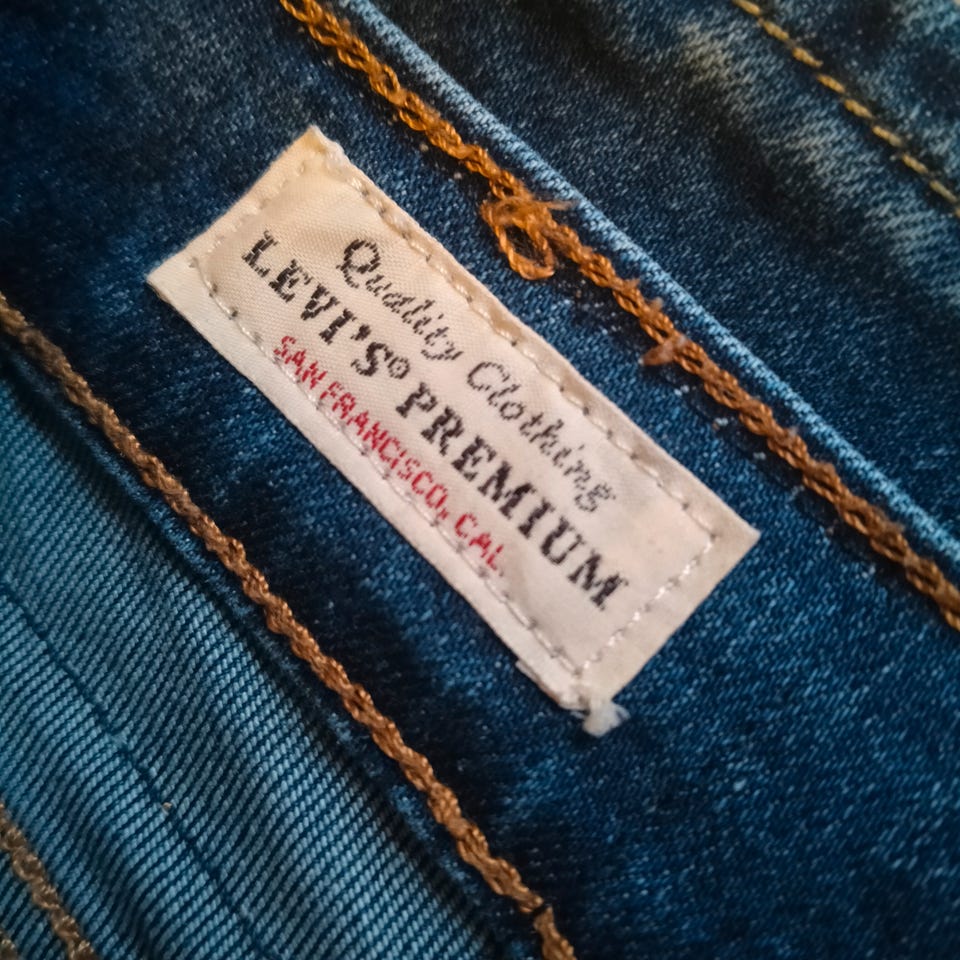 Quality Clothing
LEVI'S® PREMIUM
SAN FRANCISCO, CAL.